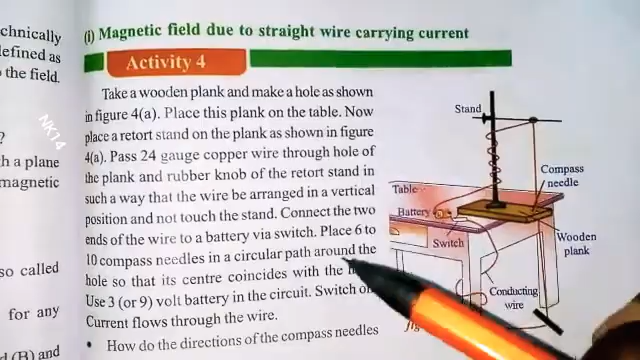 chnically
defined as
o the field.
?
h a plane
magnetic
so called
for any
d (B) and
NK14
(i) Magnetic field due to straight wire carrying current
Activity 4
Take a wooden plank and make a hole as shown
in figure 4(a). Place this plank on the table. Now
place a retort stand on the plank as shown in figure
4(a). Pass 24 gauge copper wire through hole of
the plank and rubber knob of the retort stand in
such a way that the wire be arranged in a vertical
position and not touch the stand. Connect the two
ends of the wire to a battery via switch. Place 6 to
10 compass needles in a circular path around the
hole so that its centre coincides with the
Use 3 (or 9) volt battery in the circuit. Switch
Current flows through the wire.
• How do the directions of the compass needles
Stand
Compass
needle
Table
Battery
Switch
Wooden
plank
Conducting
wire